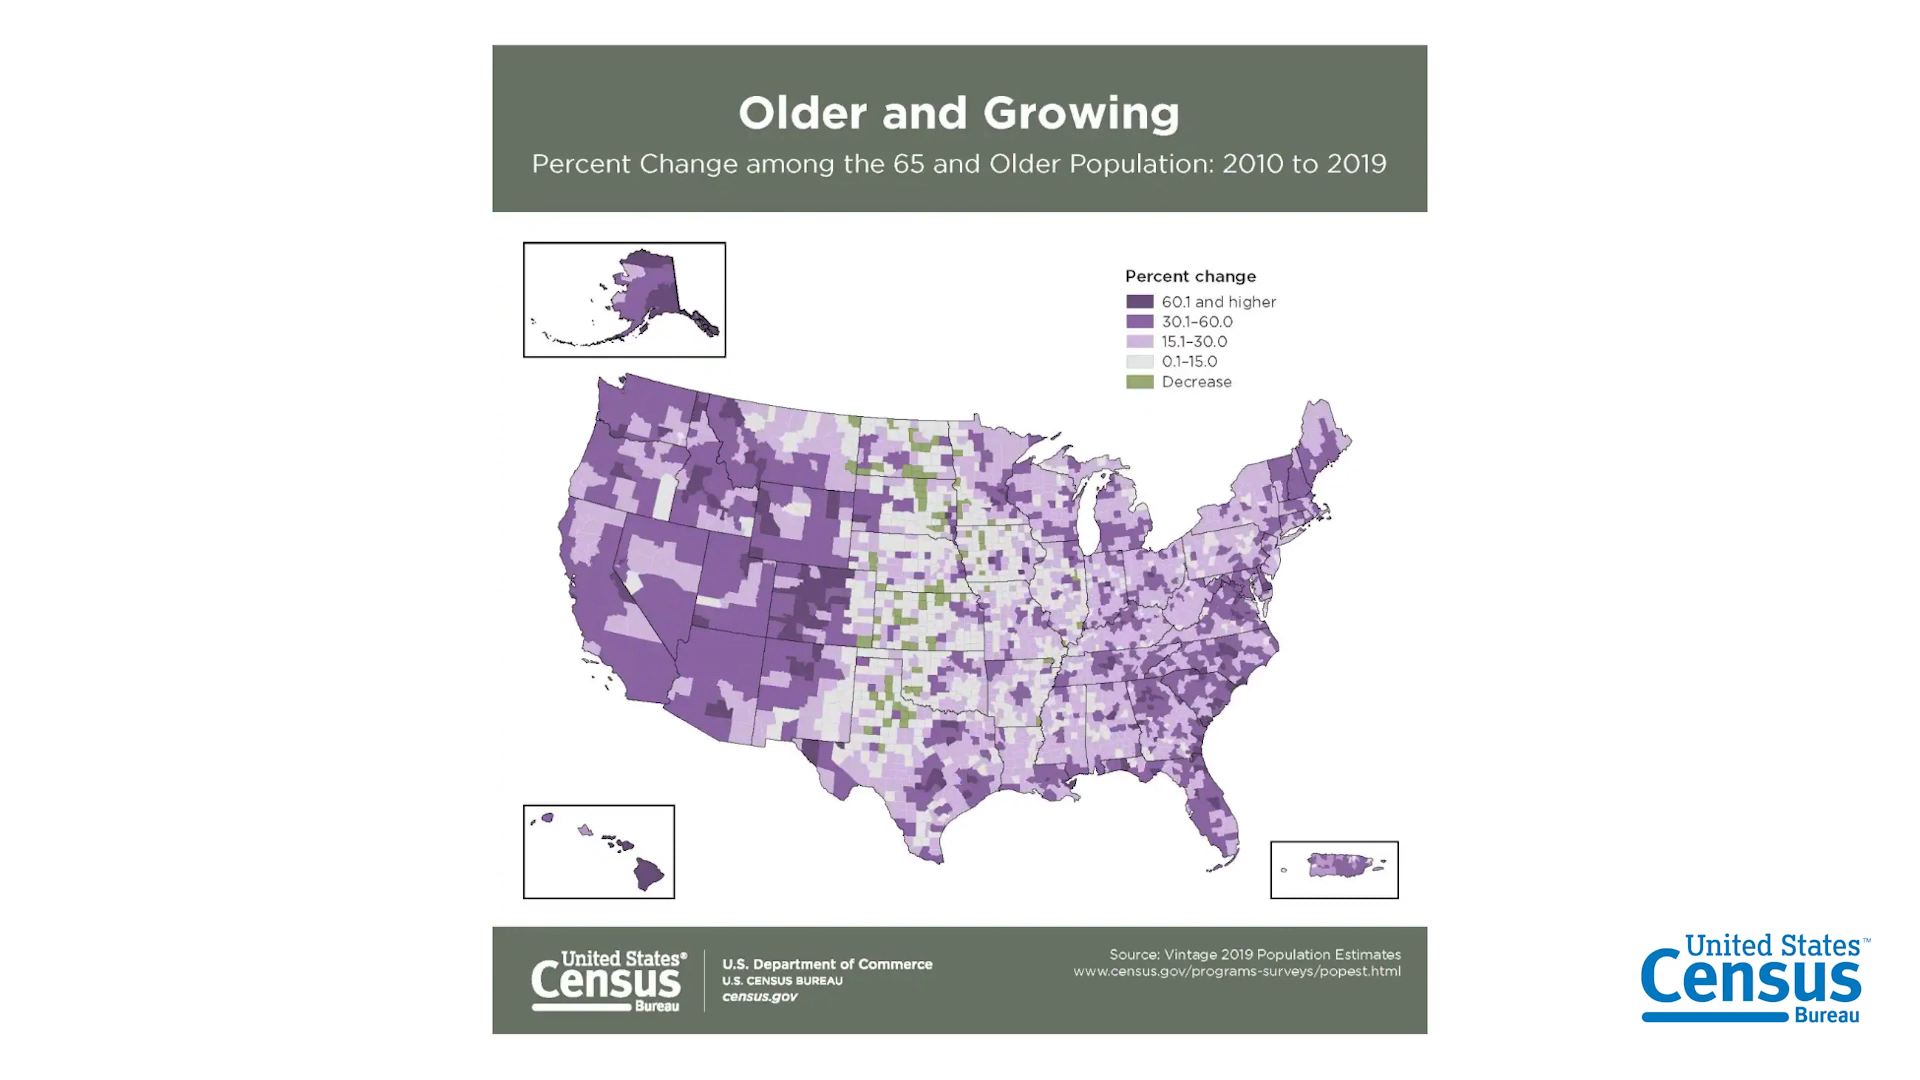 Older and Growing
Percent Change among the 65 and Older Population: 2010 to 2019
Percent change
60.1 and higher
30.1–60.0
15.1–30.0
0.1–15.0
Decrease
United States®
Census
Bureau
U.S. Department of Commerce
U.S. CENSUS BUREAU
census.gov
Source: Vintage 2019 Population Estimates
www.census.gov/programs-surveys/popest.html
United States™
Census
Bureau